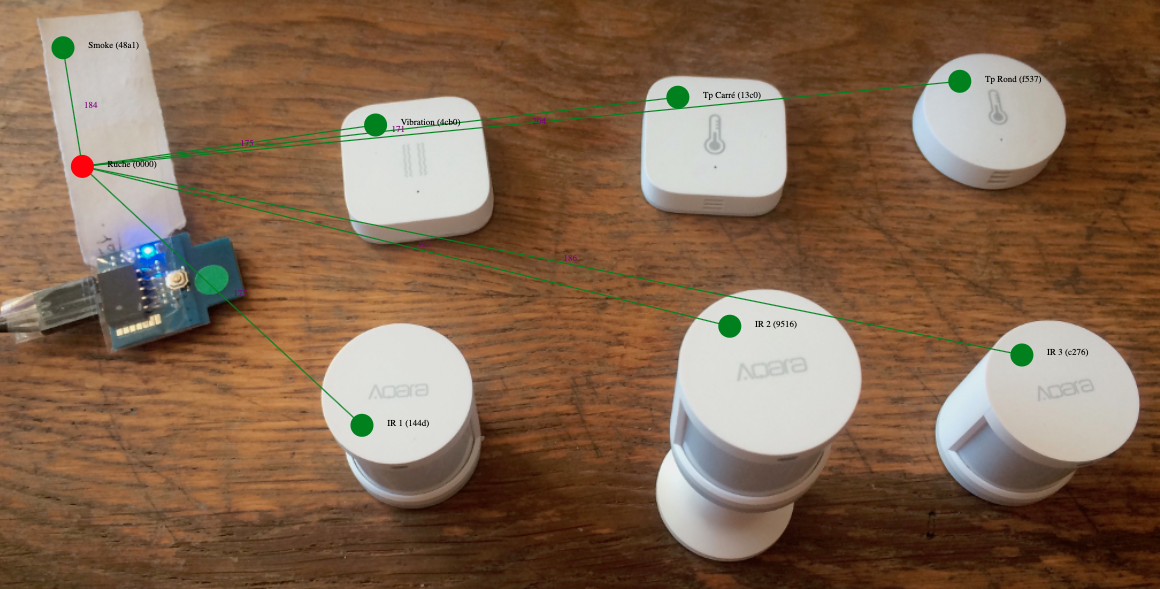 Smoke (48a1)
184
Tp Rond (f537)
Tp Carré (13c0)
Vibration (4cb0)
171
Ruche (0000)
186
IR 2 (9516)
IR 3 (c276)
Aqara
Aqara
Aqara
IR 1 (144d)